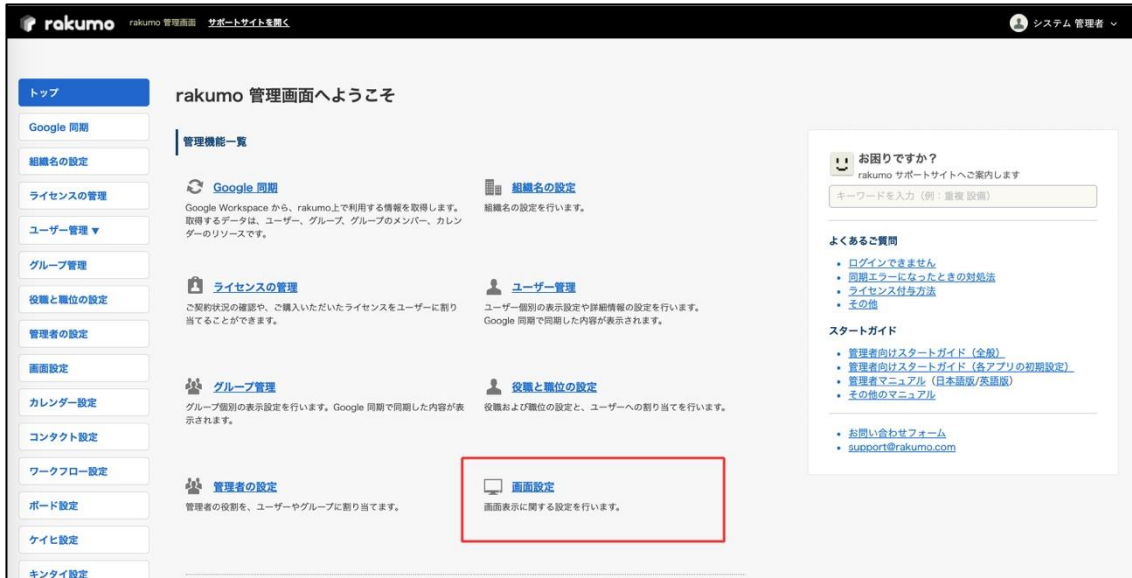 rakumo rakumo 管理画面 サポートサイトを開く システム 管理者
トップ
Google 同期
組織名の設定
ライセンスの管理
ユーザー管理 ▼
グループ管理
役職と職位の設定
管理者の設定
画面設定
カレンダー設定
コンタクト設定
ワークフロー設定
ボード設定
ケイヒ設定
キンタイ設定
rakumo 管理画面へようこそ
管理機能一覧
Google 同期
Google Workspace から、rakumo上で利用する情報を取得します。
取得するデータは、ユーザー、グループ、グループのメンバー、カレン
ダーのリソースです。
組織名の設定
組織名の設定を行います。
ライセンスの管理
ご契約状況の確認や、ご購入いただいたライセンスをユーザーに割り
当てることができます。
ユーザー管理
ユーザー個別の表示設定や詳細情報の設定を行います。
Google 同期で同期した内容が表示されます。
グループ管理
グループ個別の表示設定を行います。Google 同期で同期した内容が表
示されます。
役職と職位の設定
役職および職位の設定と、ユーザーへの割り当てを行います。
管理者の設定
管理者の役割を、ユーザーやグループに割り当てます。
画面設定
画面表示に関する設定を行います。
お困りですか？
rakumo サポートサイトへご案内します
キーワードを入力（例：重複 設備）
よくあるご質問
• ログインできません
• 同期エラーになったときの対処法
• ライセンス付与方法
• その他
スタートガイド
• 管理者向けスタートガイド（全般）
• 管理者向けスタートガイド（各アプリの初期設定）
• 管理者マニュアル（日本語版/英語版）
• その他のマニュアル
• お問い合わせフォーム
• support@rakumo.com